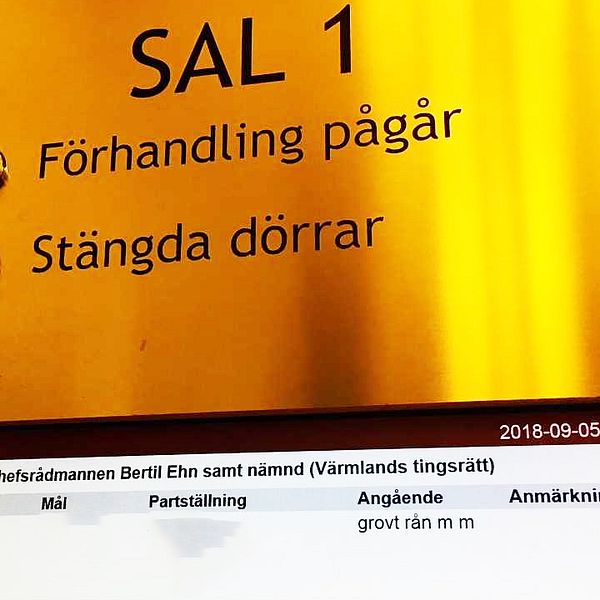 SAL 1
Förhandling pågår
Stängda dörrar
2018-09-05
hefsrådmannen Bertil Ehn samt nämnd (Värmlands tingsrätt)
Mål Partställning Angående Anmärknin
grovt rån m m